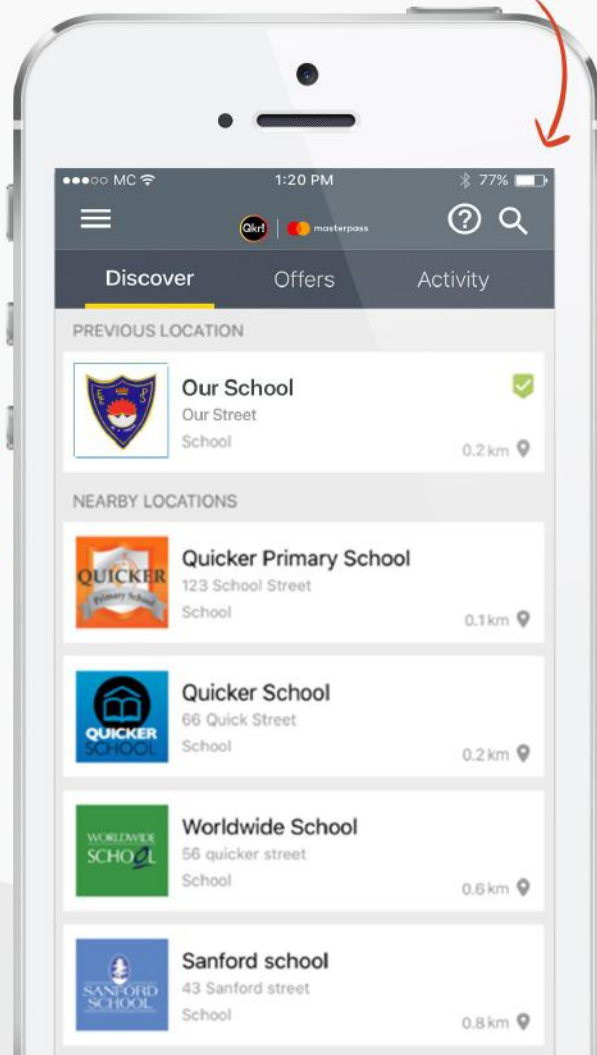 MC
1:20 PM
77%
Qkr!
masterpass
Discover
Offers
Activity
PREVIOUS LOCATION
Our School
Our Street
School
0.2 km
NEARBY LOCATIONS
QUICKER
Primary School
Quicker Primary School
123 School Street
School
0.1 km
QUICKER
SCHOOL
Quicker School
66 Quick Street
School
0.2 km
WORLDWIDE
SCHOOL
Worldwide School
56 quicker street
School
0.6 km
SANFORD
SCHOOL
Sanford school
43 Sanford street
School
0.8 km